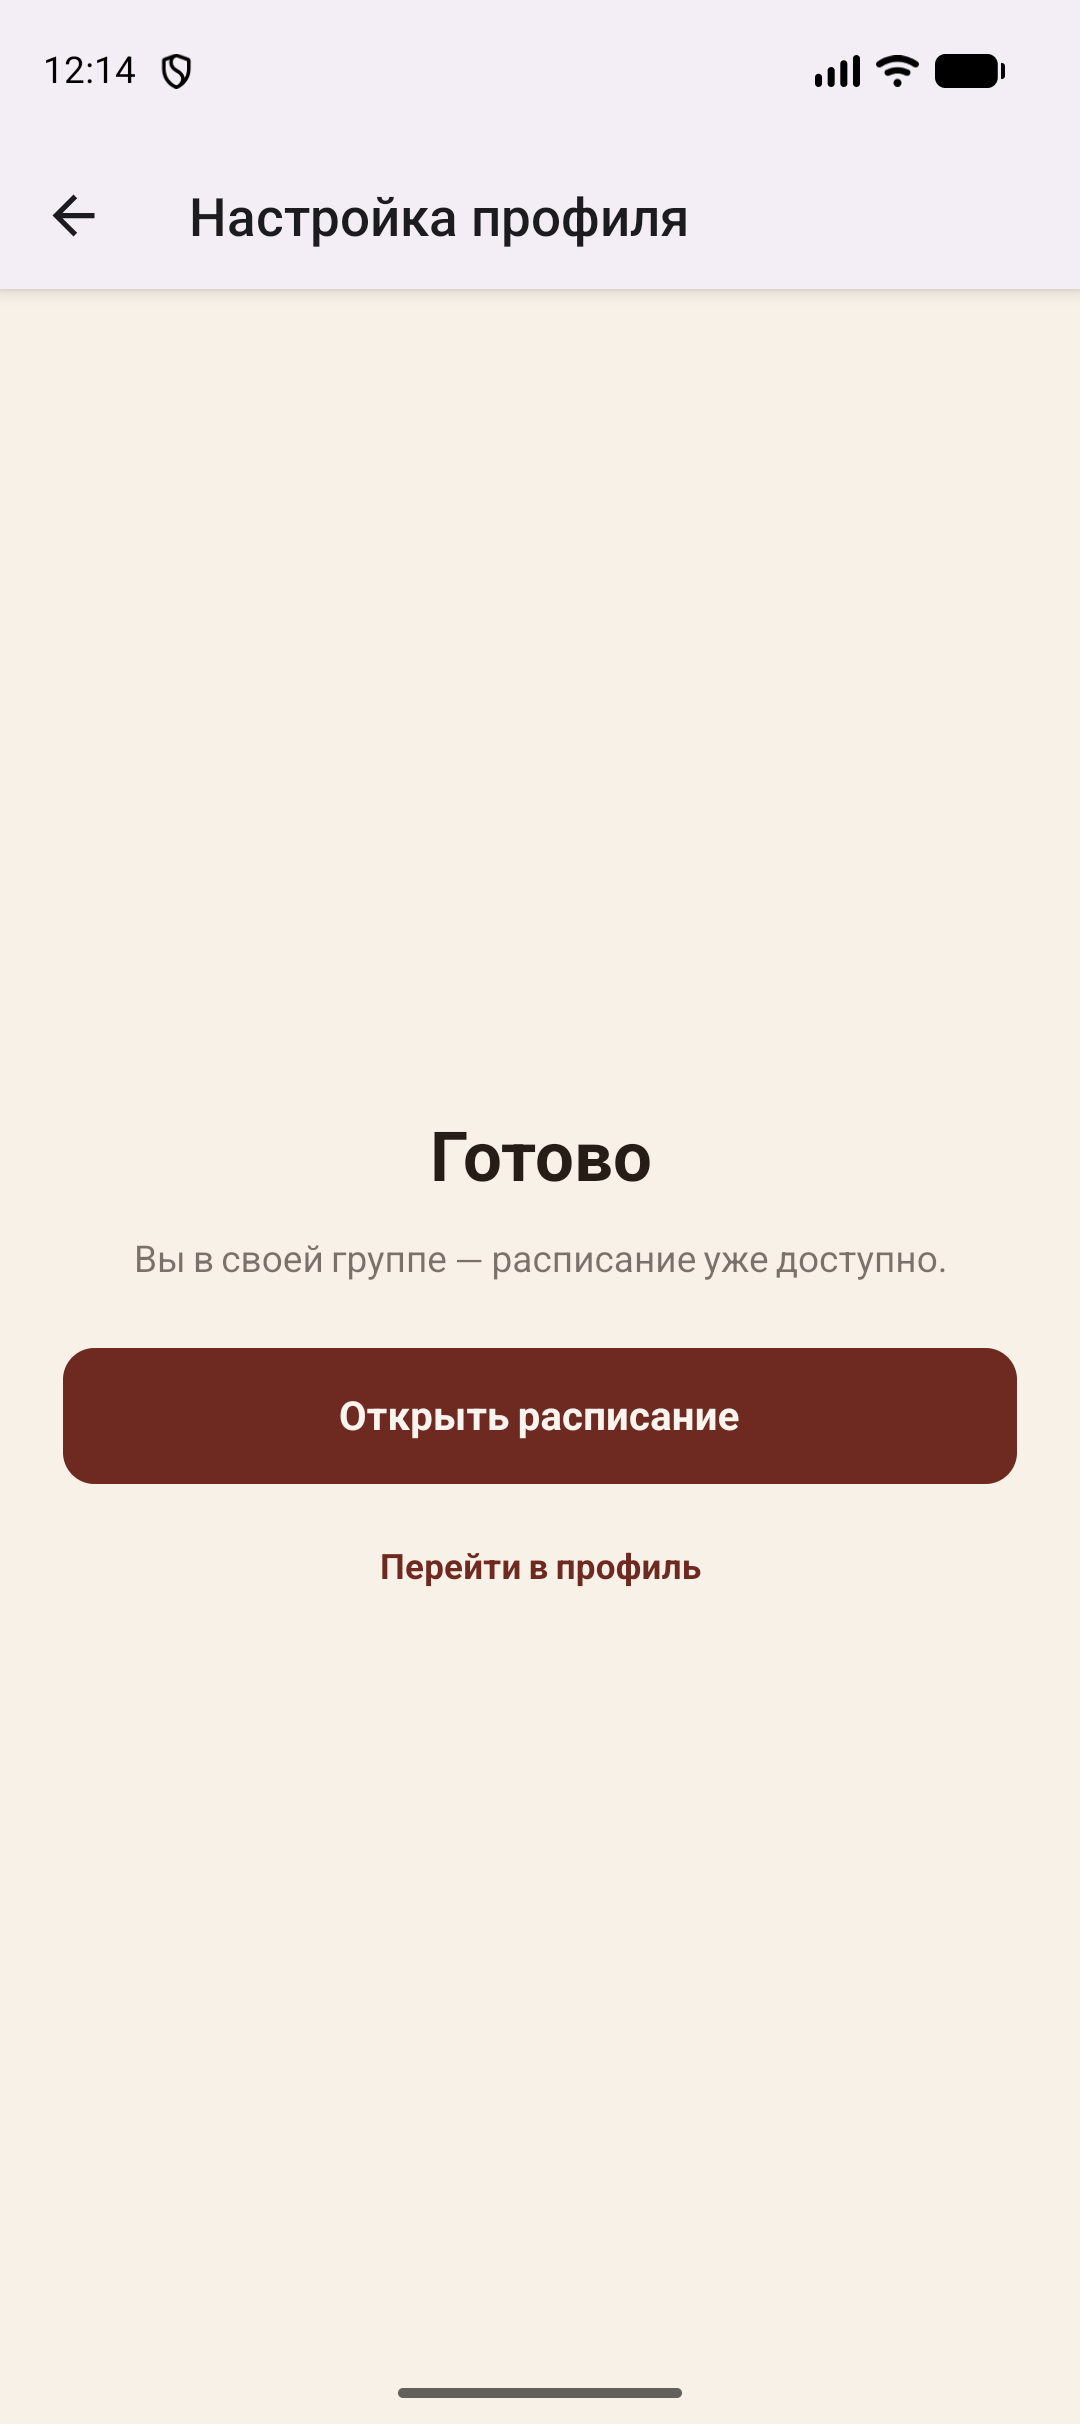 12:14
Настройка профиля
Готово
Вы в своей группе — расписание уже доступно.
Открыть расписание
Перейти в профиль